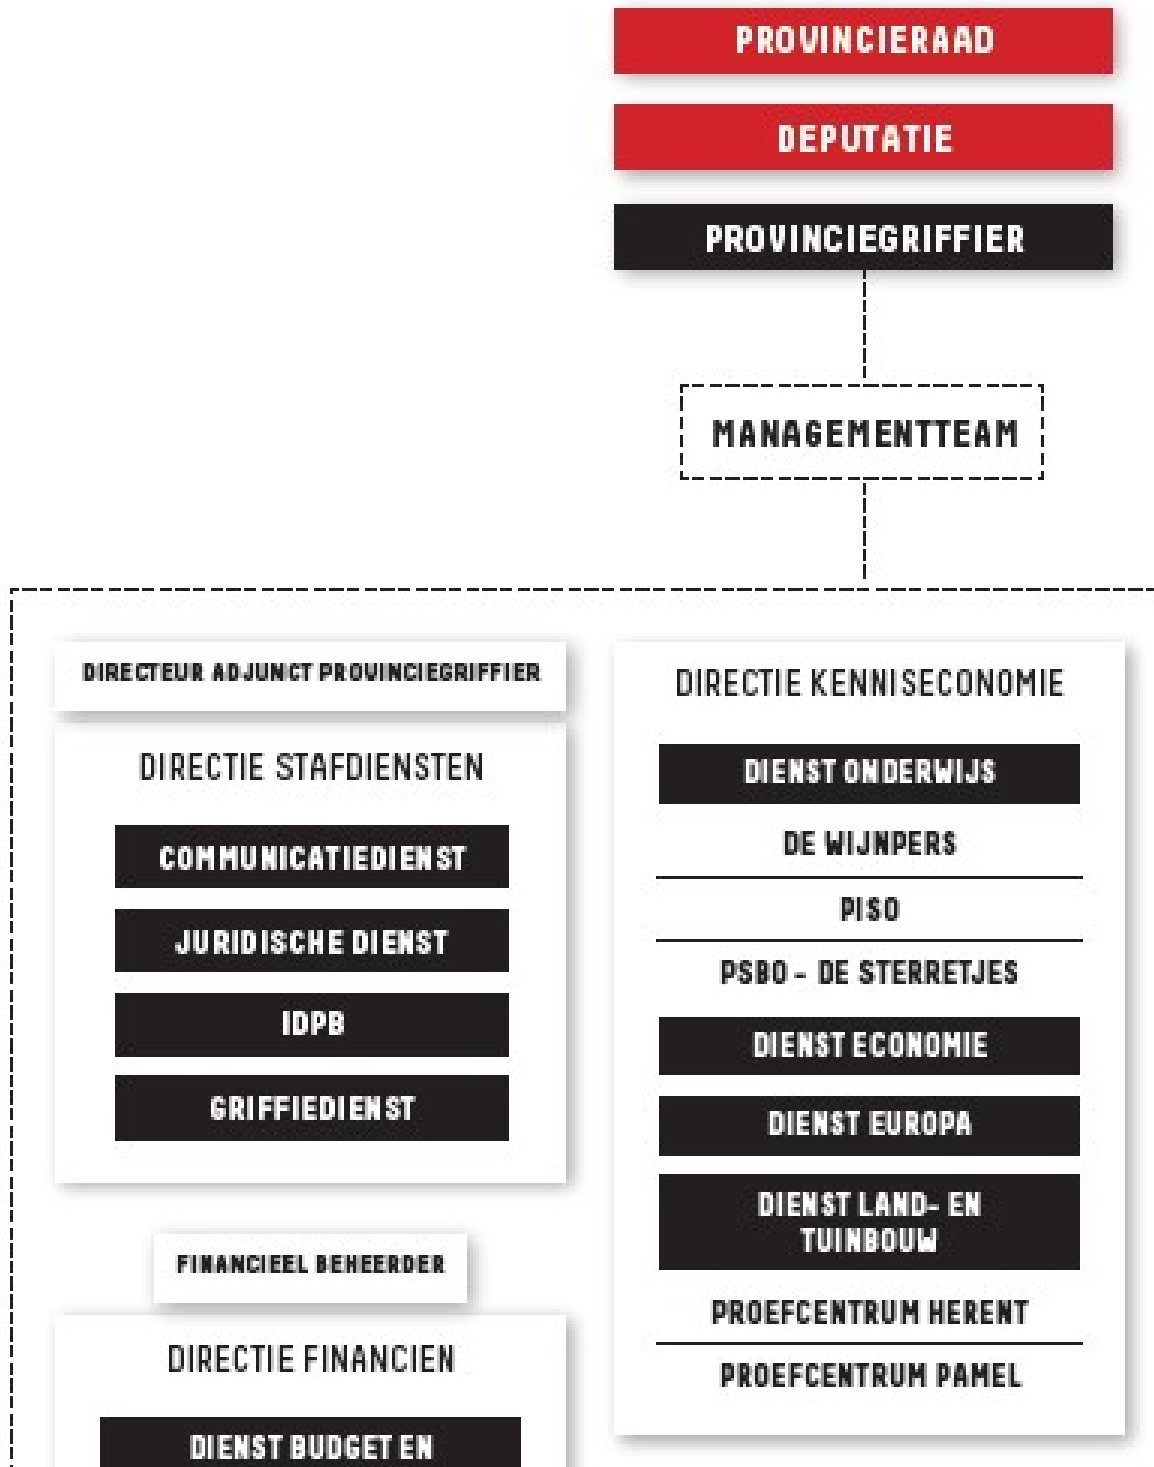 PROVINCIERAAD
DEPUTATIE
PROVINCIEGRIFFIER
MANAGEMENTTEAM
DIRECTEUR ADJUNCT PROVINCIEGRIFFIER
DIRECTIE STAFDIENSTEN
COMMUNICATIEDIENST
JURIDISCHE DIENST
IDPB
GRIFFIEDIENST
FINANCIEEL BEHEERDER
DIRECTIE FINANCIEN
DIENST BUDGET EN
DIRECTIE KENNISECONOMIE
DIENST ONDERWIJS
DE WIJNPERS
PISO
PSBO - DE STERRETJES
DIENST ECONOMIE
DIENST EUROPA
DIENST LAND- EN
TUINBOUW
PROEFCENTRUM HERENT
PROEFCENTRUM PAMEL